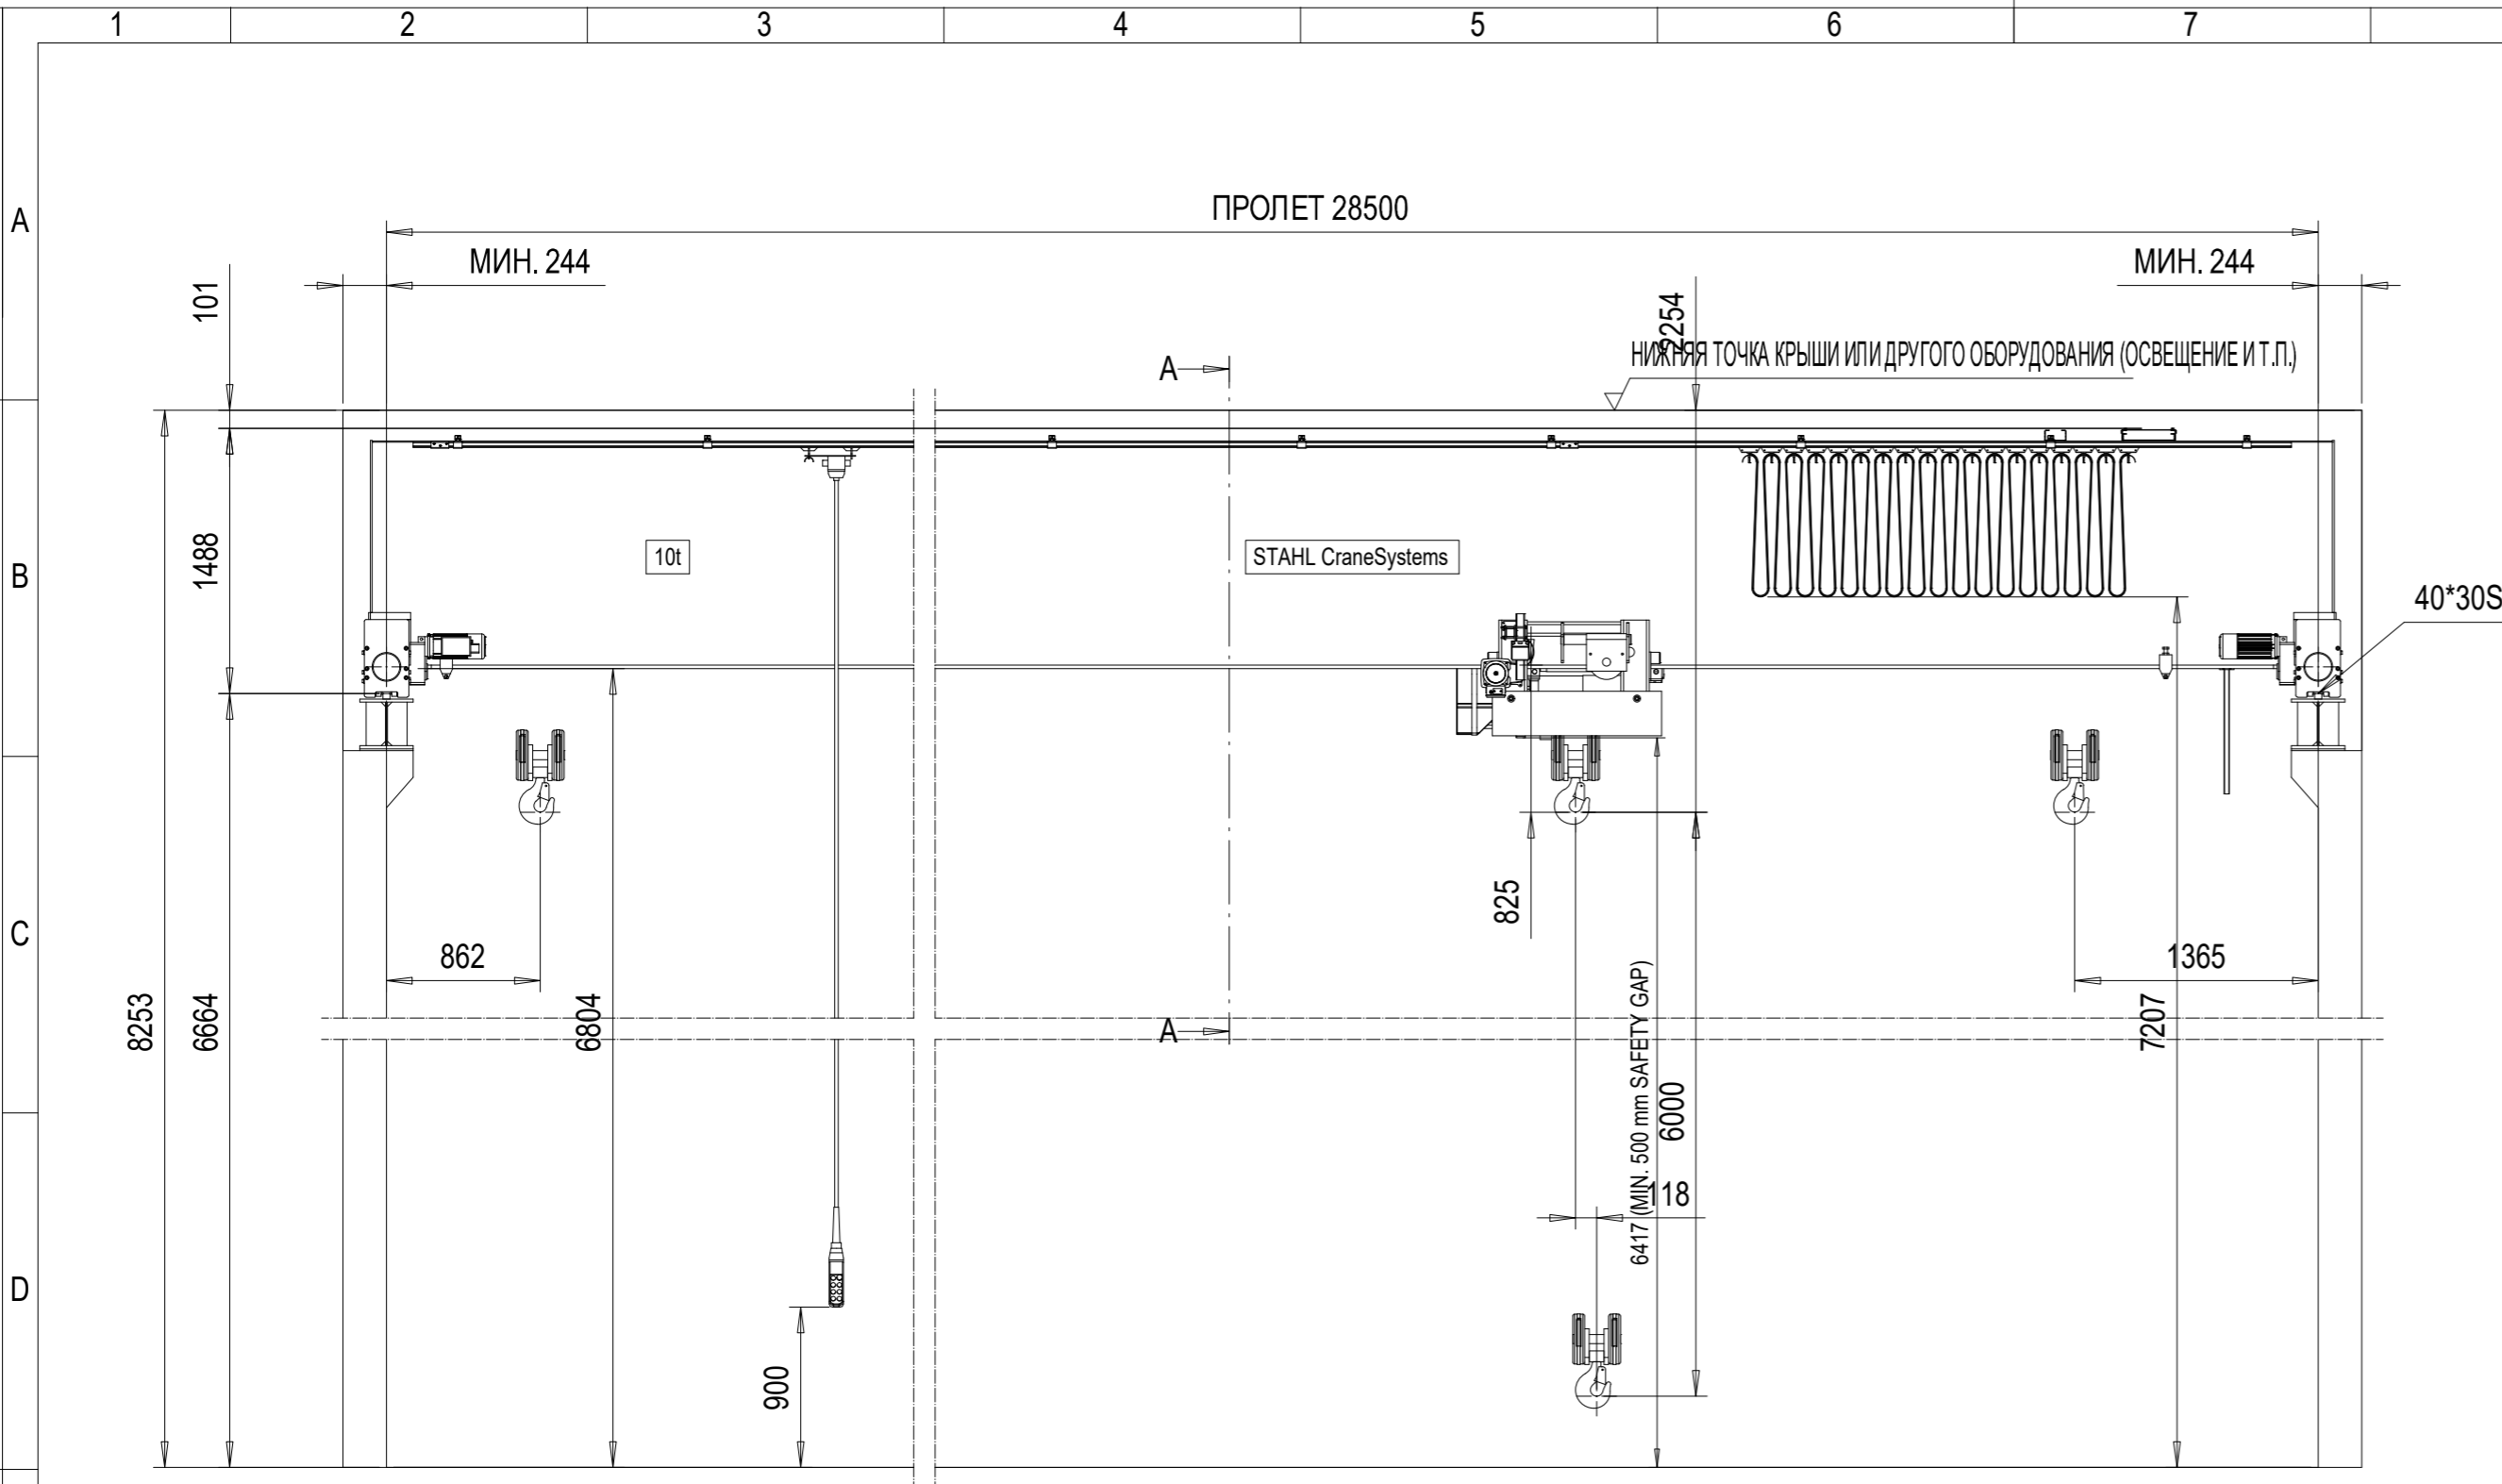 1 2 3 4 5 6 7
A
B
C
D
ПРОЛЕТ 28500
МИН. 244
МИН. 244
101
2254
НИЖНЯЯ ТОЧКА КРЫШИ ИЛИ ДРУГОГО ОБОРУДОВАНИЯ (ОСВЕЩЕНИЕ И Т.П.)
A
1488
10t
STAHL CraneSystems
40*30S
825
862
1365
8253
6664
6804
A
6417 (MIN. 500 mm SAFETY GAP)
6000
7207
118
900